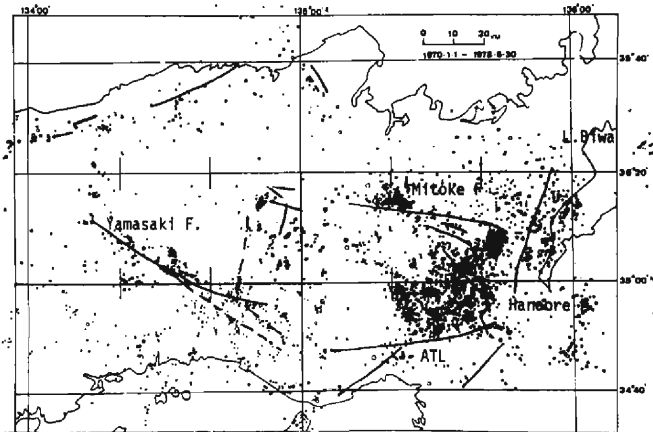 134°00'
135°00'
136°00'
0 10 20 KM
1970·1·1 - 1978·6·30
35°40'
L. Biwa
35°20'
Mitoke F.
Yamasaki F.
35°00'
Hanaore
ATL
34°40'